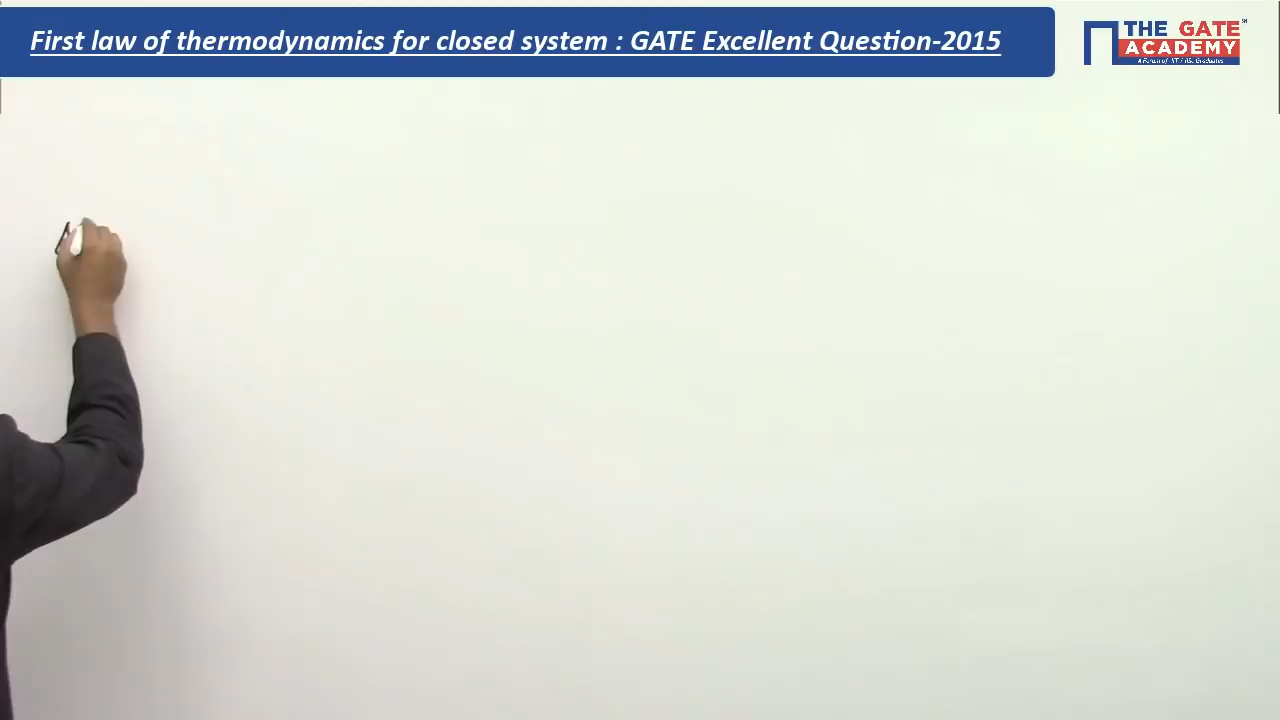 First law of thermodynamics for closed system : GATE Excellent Question-2015
THE GATE
ACADEMY